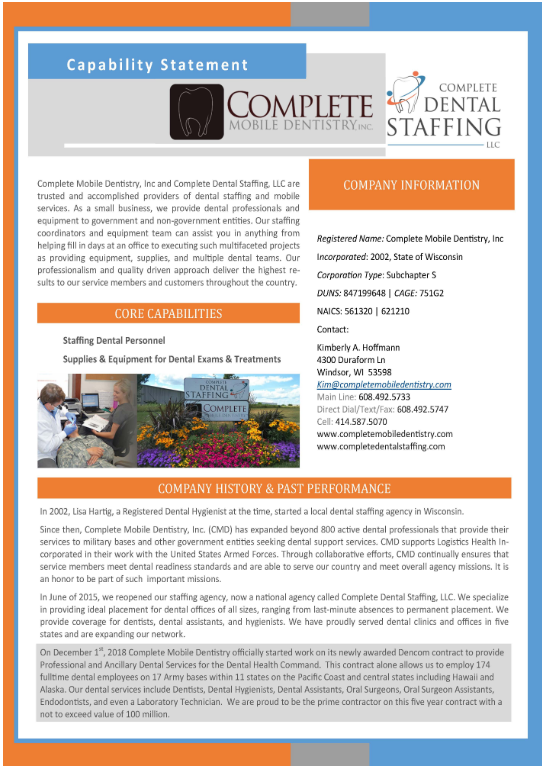 Capability Statement
COMPLETE
MOBILE DENTISTRY, INC.
COMPLETE
DENTAL
STAFFING
LLC
Complete Mobile Dentistry, Inc and Complete Dental Staffing, LLC are
trusted and accomplished providers of dental staffing and mobile
services. As a small business, we provide dental professionals and
equipment to government and non-government entities. Our staffing
coordinators and equipment team can assist you in anything from
helping fill in days at an office to executing such multifaceted projects
as providing equipment, supplies, and multiple dental teams. Our
professionalism and quality driven approach deliver the highest re-
sults to our service members and customers throughout the country.
CORE CAPABILITIES
Staffing Dental Personnel
Supplies & Equipment for Dental Exams & Treatments
COMPLETE
DENTAL
STAFFING
COMPLETE
COMPANY INFORMATION
Registered Name: Complete Mobile Dentistry, Inc
Incorporated: 2002, State of Wisconsin
Corporation Type: Subchapter S
DUNS: 847199648 | CAGE: 751G2
NAICS: 561320 | 621210
Contact:
Kimberly A. Hoffmann
4300 Duraform Ln
Windsor, WI 53598
Kim@completemobiledentistry.com
Main Line: 608.492.5733
Direct Dial/Text/Fax: 608.492.5747
Cell: 414.587.5070
www.completemobiledentistry.com
www.completedentalstaffing.com
COMPANY HISTORY & PAST PERFORMANCE
In 2002, Lisa Hartig, a Registered Dental Hygienist at the time, started a local dental staffing agency in Wisconsin.
Since then, Complete Mobile Dentistry, Inc. (CMD) has expanded beyond 800 active dental professionals that provide their
services to military bases and other government entities seeking dental support services. CMD supports Logistics Health In-
corporated in their work with the United States Armed Forces. Through collaborative efforts, CMD continually ensures that
service members meet dental readiness standards and are able to serve our country and meet overall agency missions. It is
an honor to be part of such important missions.
In June of 2015, we reopened our staffing agency, now a national agency called Complete Dental Staffing, LLC. We specialize
in providing ideal placement for dental offices of all sizes, ranging from last-minute absences to permanent placement. We
provide coverage for dentists, dental assistants, and hygienists. We have proudly served dental clinics and offices in five
states and are expanding our network.
On December 1st, 2018 Complete Mobile Dentistry officially started work on its newly awarded Dencom contract to provide
Professional and Ancillary Dental Services for the Dental Health Command. This contract alone allows us to employ 174
fulltime dental employees on 17 Army bases within 11 states on the Pacific Coast and central states including Hawaii and
Alaska. Our dental services include Dentists, Dental Hygienists, Dental Assistants, Oral Surgeons, Oral Surgeon Assistants,
Endodontists, and even a Laboratory Technician. We are proud to be the prime contractor on this five year contract with a
not to exceed value of 100 million.